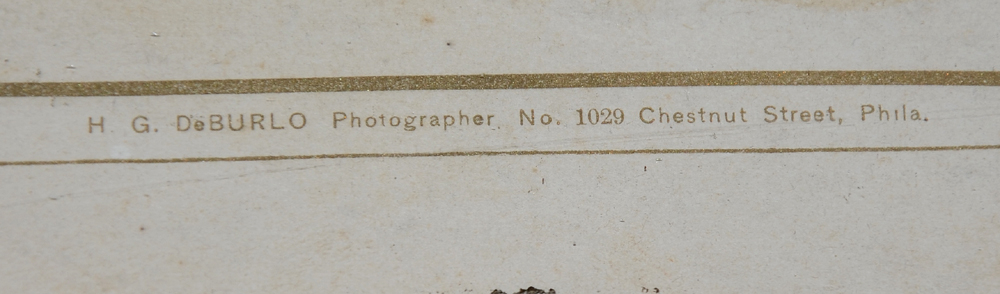 H. G. DeBURLO Photographer, No. 1029 Chestnut Street, Phila.